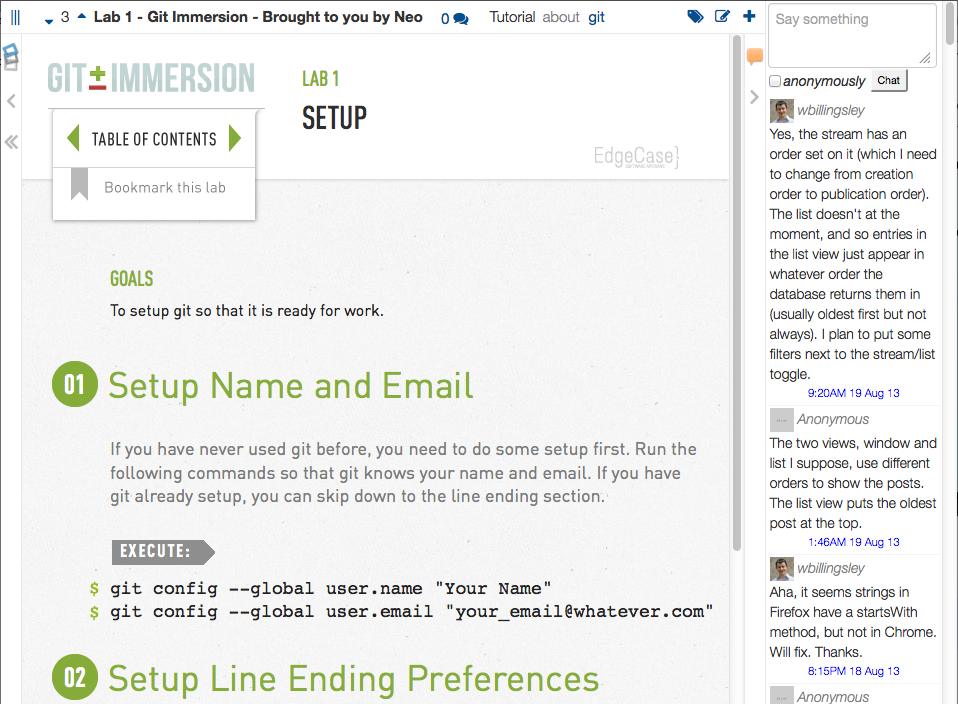 3 Lab 1 - Git Immersion - Brought to you by Neo 0 Tutorial about git
GIT IMMERSION
LAB 1
SETUP
TABLE OF CONTENTS
Bookmark this lab
EdgeCase}
SOFTWARE ARTISANS
GOALS
To setup git so that it is ready for work.
01 Setup Name and Email
If you have never used git before, you need to do some setup first. Run the
following commands so that git knows your name and email. If you have
git already setup, you can skip down to the line ending section.
EXECUTE:
$ git config --global user.name "Your Name"
$ git config --global user.email "your_email@whatever.com"
02 Setup Line Ending Preferences
Say something
anonymously Chat
wbillingsley
Yes, the stream has an
order set on it (which I need
to change from creation
order to publication order).
The list doesn't at the
moment, and so entries in
the list view just appear in
whatever order the
database returns them in
(usually oldest first but not
always). I plan to put some
filters next to the stream/list
toggle.
9:20AM 19 Aug 13
Anonymous
The two views, window and
list I suppose, use different
orders to show the posts.
The list view puts the oldest
post at the top.
1:46AM 19 Aug 13
wbillingsley
Aha, it seems strings in
Firefox have a startsWith
method, but not in Chrome.
Will fix. Thanks.
8:15PM 18 Aug 13
Anonymous